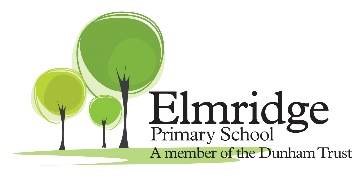 Elmridge
Primary School
A member of the Dunham Trust